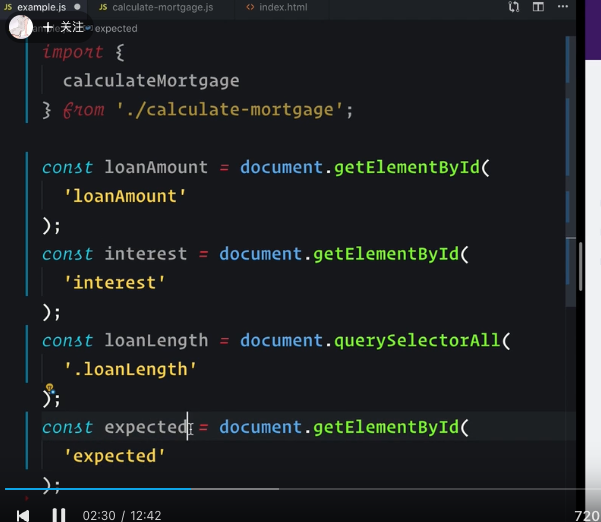 JS example.js
JS calculate-mortgage.js
<> index.html
+ 关注
expected
import {
calculateMortgage
} from './calculate-mortgage';
const loanAmount = document.getElementById(
'loanAmount'
);
const interest = document.getElementById(
'interest'
);
const loanLength = document.querySelectorAll(
'.loanLength'
);
const expected = document.getElementById(
'expected'
);
02:30 / 12:42
720